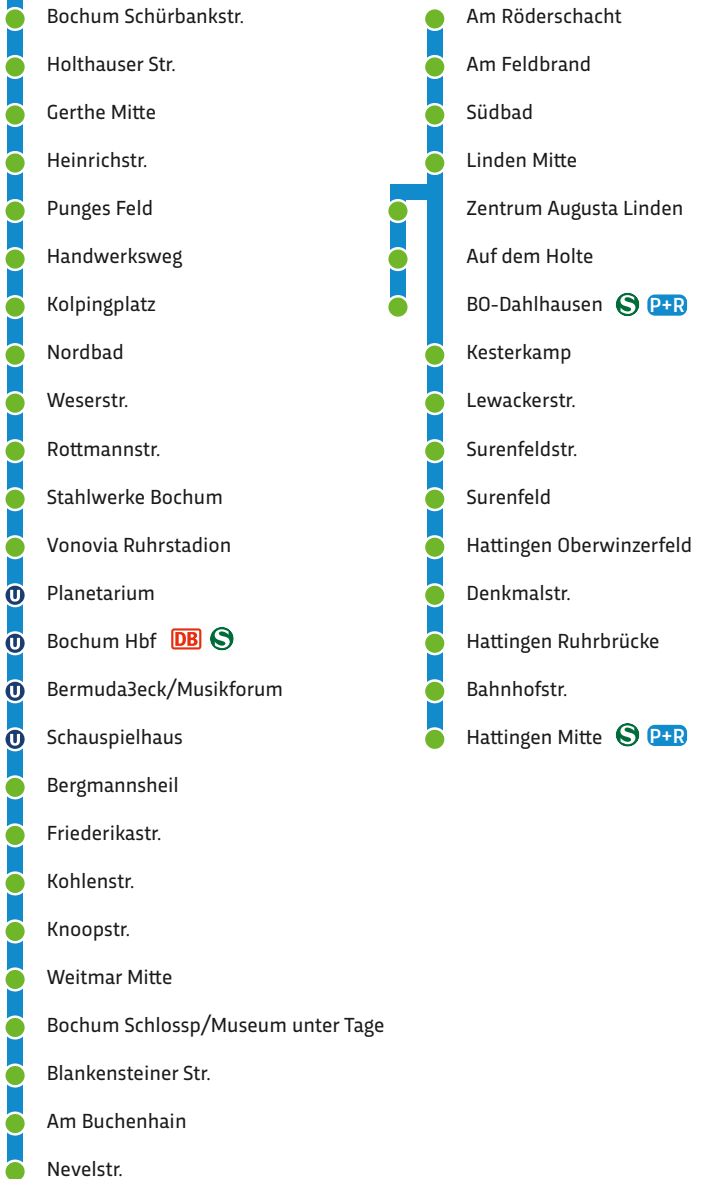 Bochum Schürbankstr.
Holthauser Str.
Gerthe Mitte
Heinrichstr.
Punges Feld
Handwerksweg
Kolpingplatz
Nordbad
Weserstr.
Rottmannstr.
Stahlwerke Bochum
Vonovia Ruhrstadion
U Planetarium
U Bochum Hbf DB S
U Bermuda3eck/Musikforum
U Schauspielhaus
Bergmannsheil
Friederikastr.
Kohlenstr.
Knoopstr.
Weitmar Mitte
Bochum Schlossp/Museum unter Tage
Blankensteiner Str.
Am Buchenhain
Nevelstr.
Am Röderschacht
Am Feldbrand
Südbad
Linden Mitte
Zentrum Augusta Linden
Auf dem Holte
BO-Dahlhausen S P+R
Kesterkamp
Lewackerstr.
Surenfeldstr.
Surenfeld
Hattingen Oberwinzerfeld
Denkmalstr.
Hattingen Ruhrbrücke
Bahnhofstr.
Hattingen Mitte S P+R